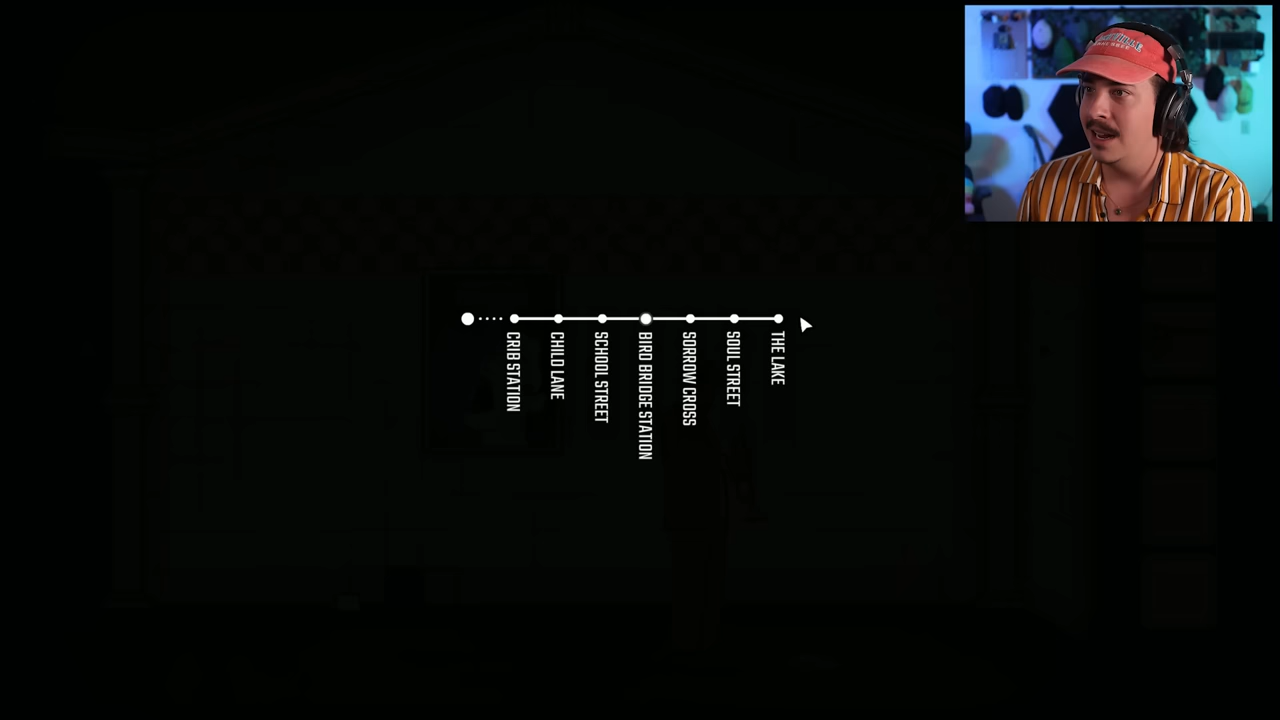 CRIB STATION
CHILD LANE
SCHOOL STREET
BIRD BRIDGE STATION
SORROW CROSS
SOUL STREET
THE LAKE